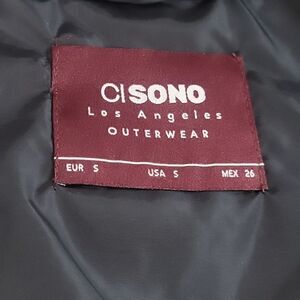 CISONO
Los Angeles
OUTERWEAR
EUR S USA S MEX 26